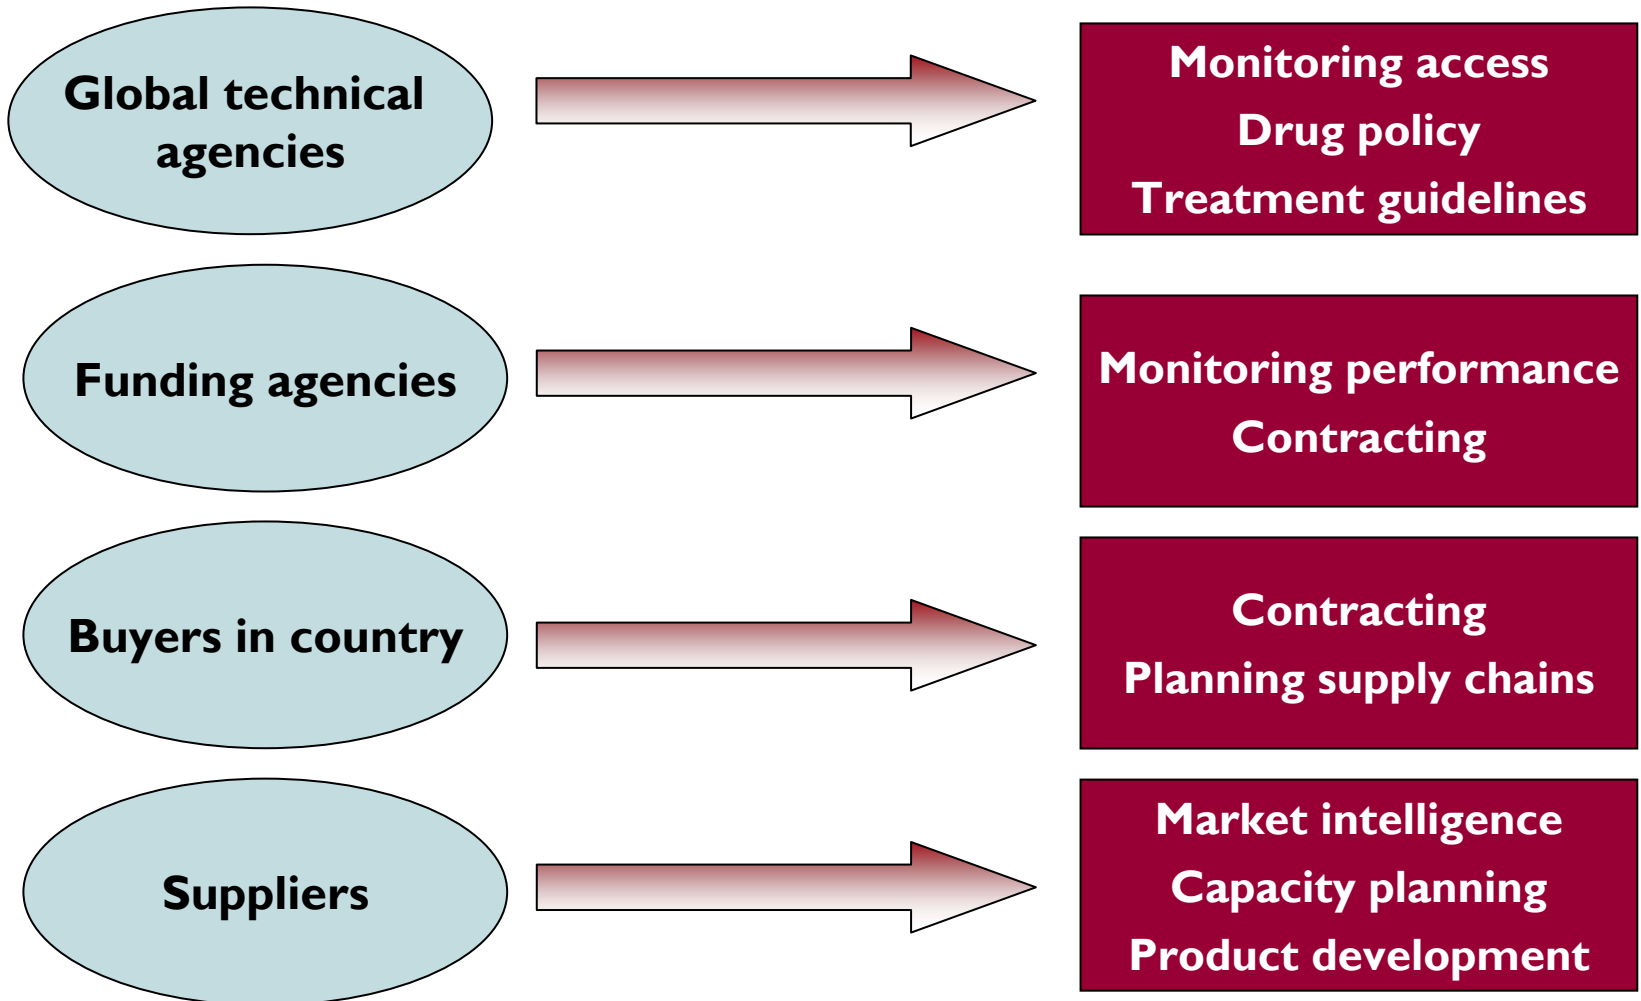 Global technical
agencies
Monitoring access
Drug policy
Treatment guidelines
Funding agencies
Monitoring performance
Contracting
Buyers in country
Contracting
Planning supply chains
Suppliers
Market intelligence
Capacity planning
Product development